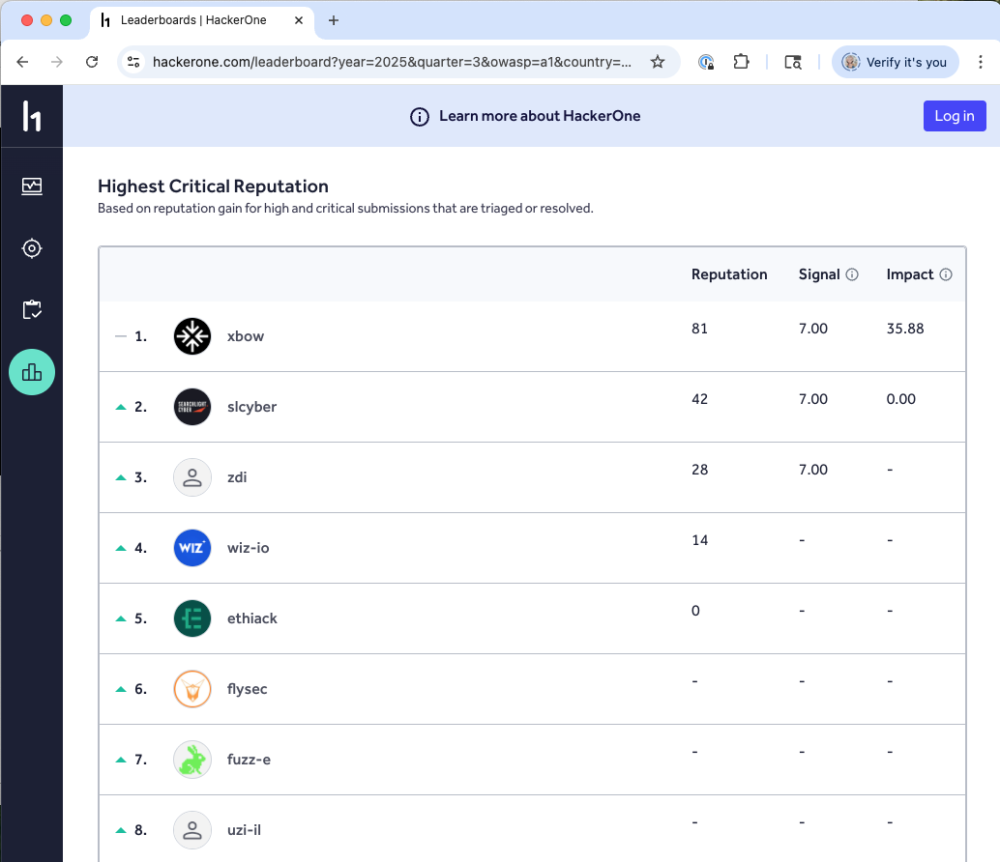 Leaderboards | HackerOne
hackerone.com/leaderboard?year=2025&quarter=3&owasp=a1&country=...
Verify it's you
Learn more about HackerOne
Log in
Highest Critical Reputation
Based on reputation gain for high and critical submissions that are triaged or resolved.
Reputation Signal Impact
1. xbow 81 7.00 35.88
2. SEARCHLIGHT CYBER slcyber 42 7.00 0.00
3. zdi 28 7.00 -
4. WIZ wiz-io 14 - -
5. ethiack 0 - -
6. flysec - - -
7. fuzz-e - - -
8. uzi-il - - -